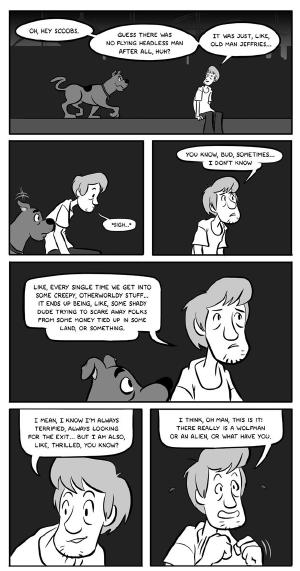 OH, HEY SCOOBS.
GUESS THERE WAS
NO FLYING HEADLESS MAN
AFTER ALL, HUH?
IT WAS JUST, LIKE,
OLD MAN JEFFRIES...
*SIGH...*
YOU KNOW, BUD, SOMETIMES...
I DON'T KNOW
LIKE, EVERY SINGLE TIME WE GET INTO
SOME CREEPY, OTHERWORLDY STUFF...
IT ENDS UP BEING, LIKE, SOME SHADY
DUDE TRYING TO SCARE AWAY FOLKS
FROM SOME MONEY TIED UP IN SOME
LAND, OR SOMETHING.
I MEAN, I KNOW I'M ALWAYS
TERRIFIED, ALWAYS LOOKING
FOR THE EXIT... BUT I AM ALSO,
LIKE, THRILLED, YOU KNOW?
I THINK, OH MAN, THIS IS IT!
THERE REALLY IS A WOLFMAN
OR AN ALIEN, OR WHAT HAVE YOU.